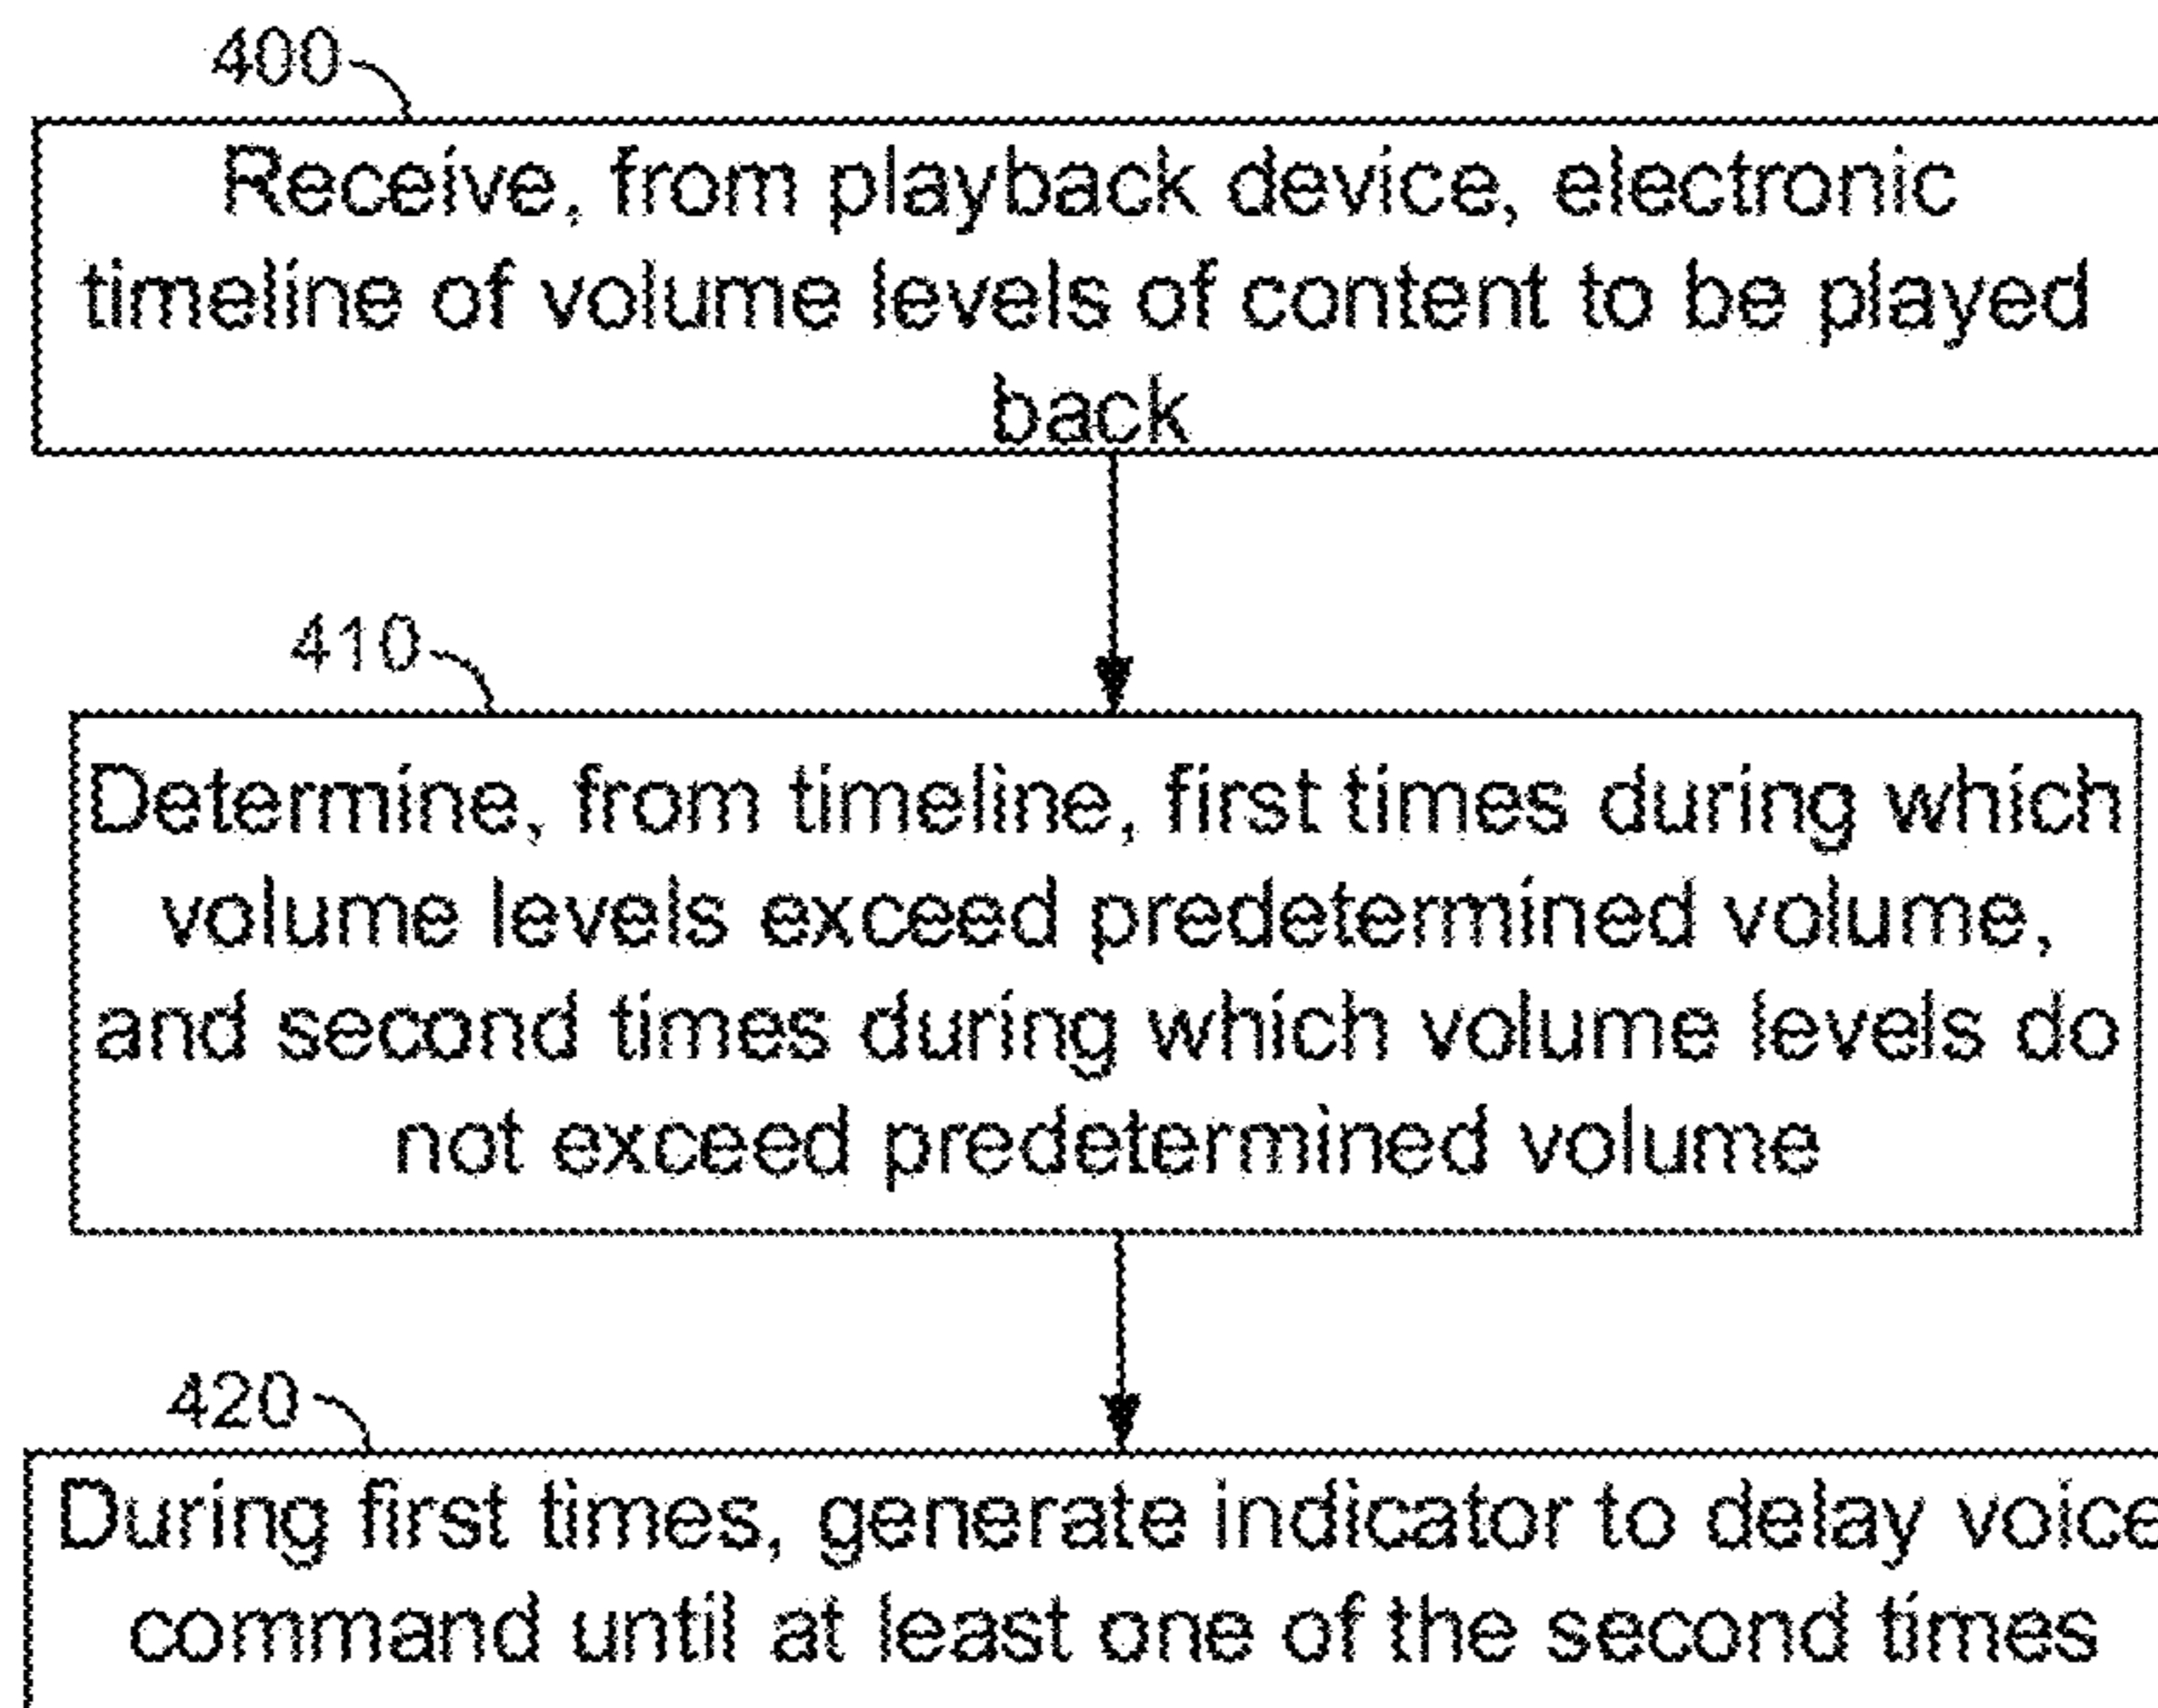 400
Receive, from playback device, electronic
timeline of volume levels of content to be played
back
410
Determine, from timeline, first times during which
volume levels exceed predetermined volume,
and second times during which volume levels do
not exceed predetermined volume
420
During first times, generate indicator to delay voice
command until at least one of the second times